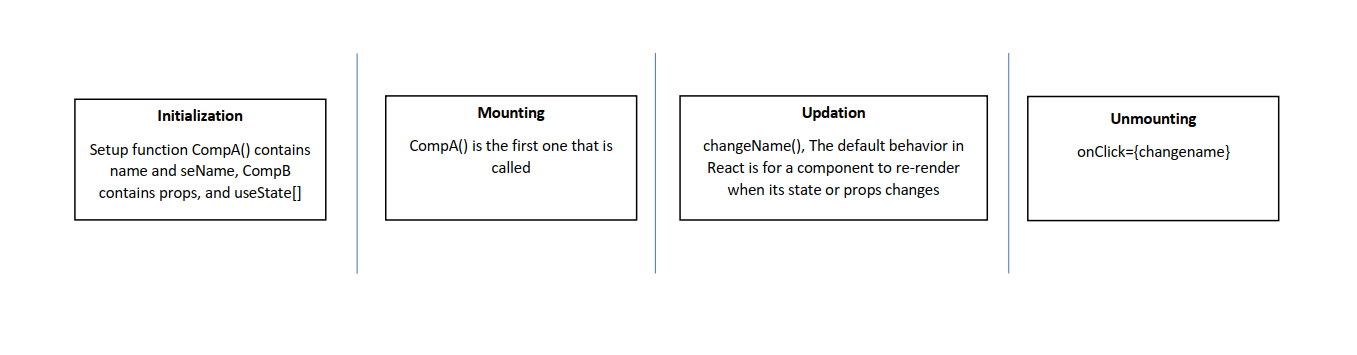 Initialization
Setup function CompA() contains
name and seName, CompB
contains props, and useState[]
Mounting
CompA() is the first one that is
called
Updation
changeName(), The default behavior in
React is for a component to re-render
when its state or props changes
Unmounting
onClick={changename}